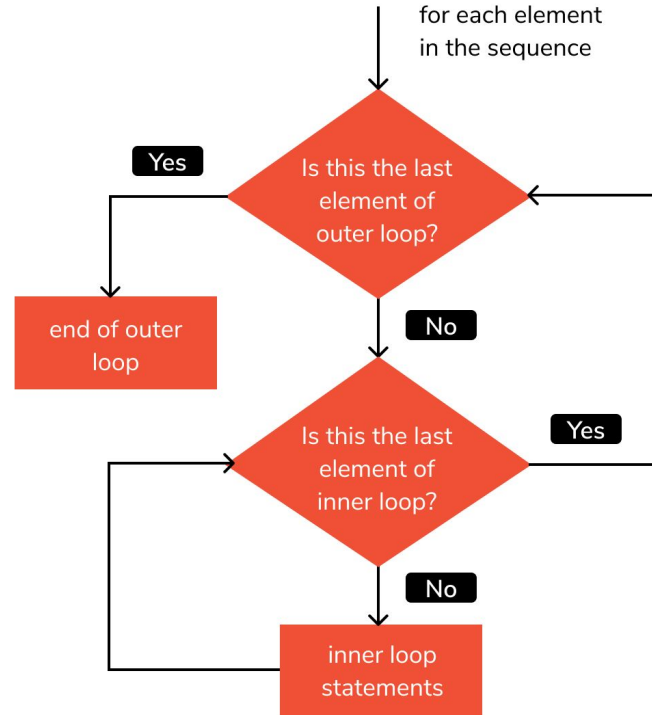 for each element
in the sequence
Yes
Is this the last
element of
outer loop?
end of outer
loop
No
Is this the last
element of
inner loop?
Yes
No
inner loop
statements